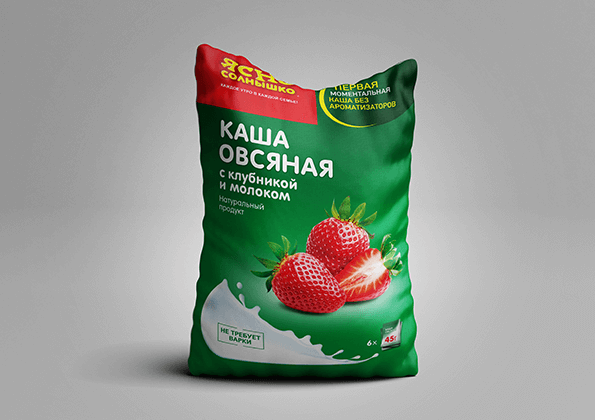 ЯСНО
СОЛНЫШКО
КАЖДОЕ УТРО В КАЖДОЙ СЕМЬЕ!
ПЕРВАЯ
МОМЕНТАЛЬНАЯ
КАША БЕЗ
АРОМАТИЗАТОРОВ
КАША
ОВСЯНАЯ
с клубникой
и молоком
Натуральный
продукт
НЕ ТРЕБУЕТ
ВАРКИ
6×
45г